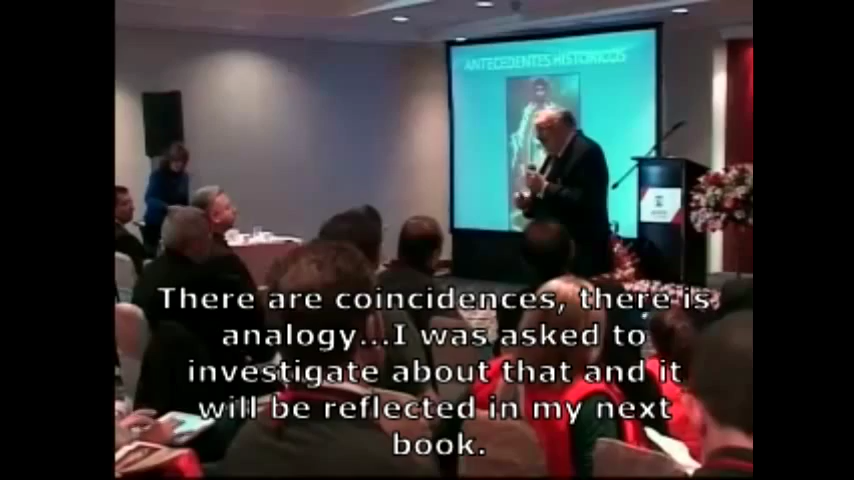 ANTECEDENTES HISTÓRICOS
There are coincidences, there is
analogy...I was asked to
investigate about that and it
will be reflected in my next
book.